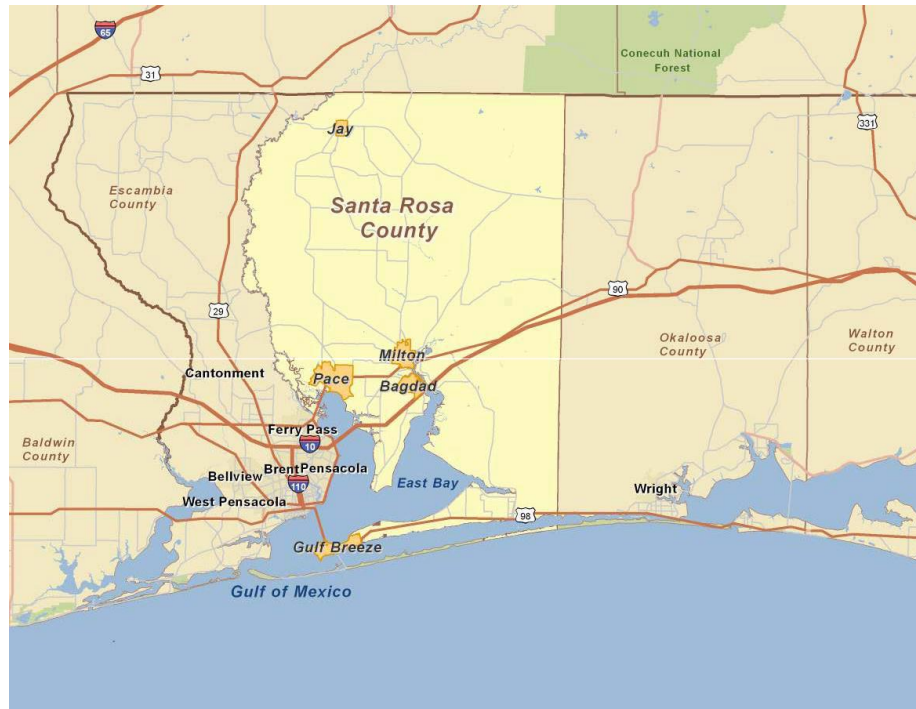 65
Conecuh National
Forest
31
331
Jay
Escambia
County
Santa Rosa
County
29
90
Milton
Okaloosa
County
Walton
County
Cantonment
Pace
Bagdad
Ferry Pass
Baldwin
County
10
Bellview
Brent
Pensacola
110
East Bay
Wright
West Pensacola
98
Gulf Breeze
Gulf of Mexico